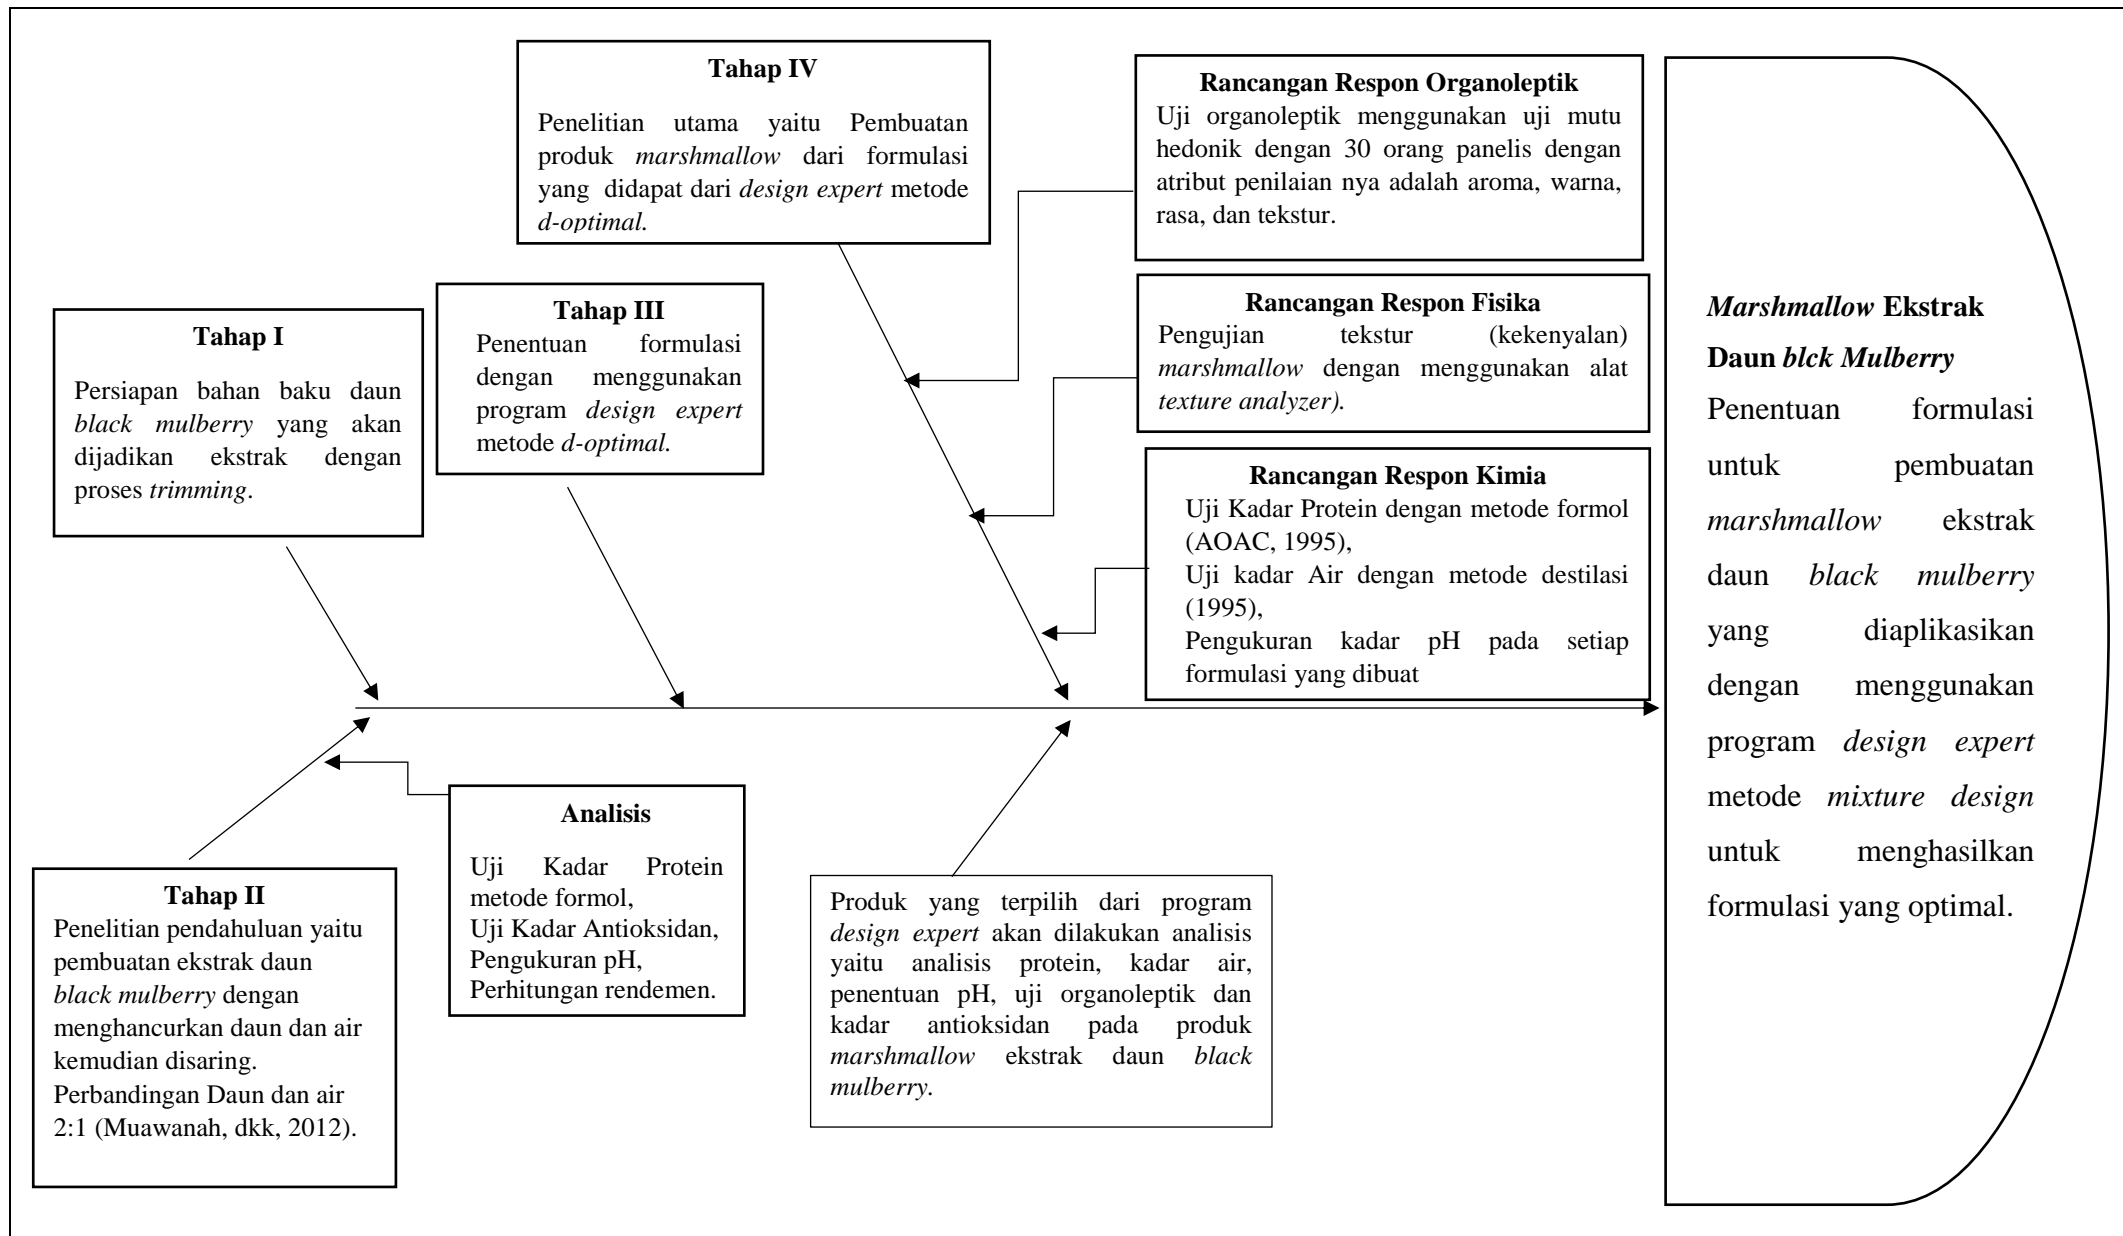 Tahap IV
Penelitian utama yaitu Pembuatan
produk marshmallow dari formulasi
yang didapat dari design expert metode
d-optimal.
Rancangan Respon Organoleptik
Uji organoleptik menggunakan uji mutu
hedonik dengan 30 orang panelis dengan
atribut penilaian nya adalah aroma, warna,
rasa, dan tekstur.
Tahap I
Persiapan bahan baku daun
black mulberry yang akan
dijadikan ekstrak dengan
proses trimming.
Tahap III
Penentuan formulasi
dengan menggunakan
program design expert
metode d-optimal.
Rancangan Respon Fisika
Pengujian tekstur (kekenyalan)
marshmallow dengan menggunakan alat
texture analyzer).
Rancangan Respon Kimia
Uji Kadar Protein dengan metode formol
(AOAC, 1995),
Uji kadar Air dengan metode destilasi
(1995),
Pengukuran kadar pH pada setiap
formulasi yang dibuat
Marshmallow Ekstrak
Daun blck Mulberry
Penentuan formulasi
untuk pembuatan
marshmallow ekstrak
daun black mulberry
yang diaplikasikan
dengan menggunakan
program design expert
metode mixture design
untuk menghasilkan
formulasi yang optimal.
Tahap II
Penelitian pendahuluan yaitu
pembuatan ekstrak daun
black mulberry dengan
menghancurkan daun dan air
kemudian disaring.
Perbandingan Daun dan air
2:1 (Muawanah, dkk, 2012).
Analisis
Uji Kadar Protein
metode formol,
Uji Kadar Antioksidan,
Pengukuran pH,
Perhitungan rendemen.
Produk yang terpilih dari program
design expert akan dilakukan analisis
yaitu analisis protein, kadar air,
penentuan pH, uji organoleptik dan
kadar antioksidan pada produk
marshmallow ekstrak daun black
mulberry.